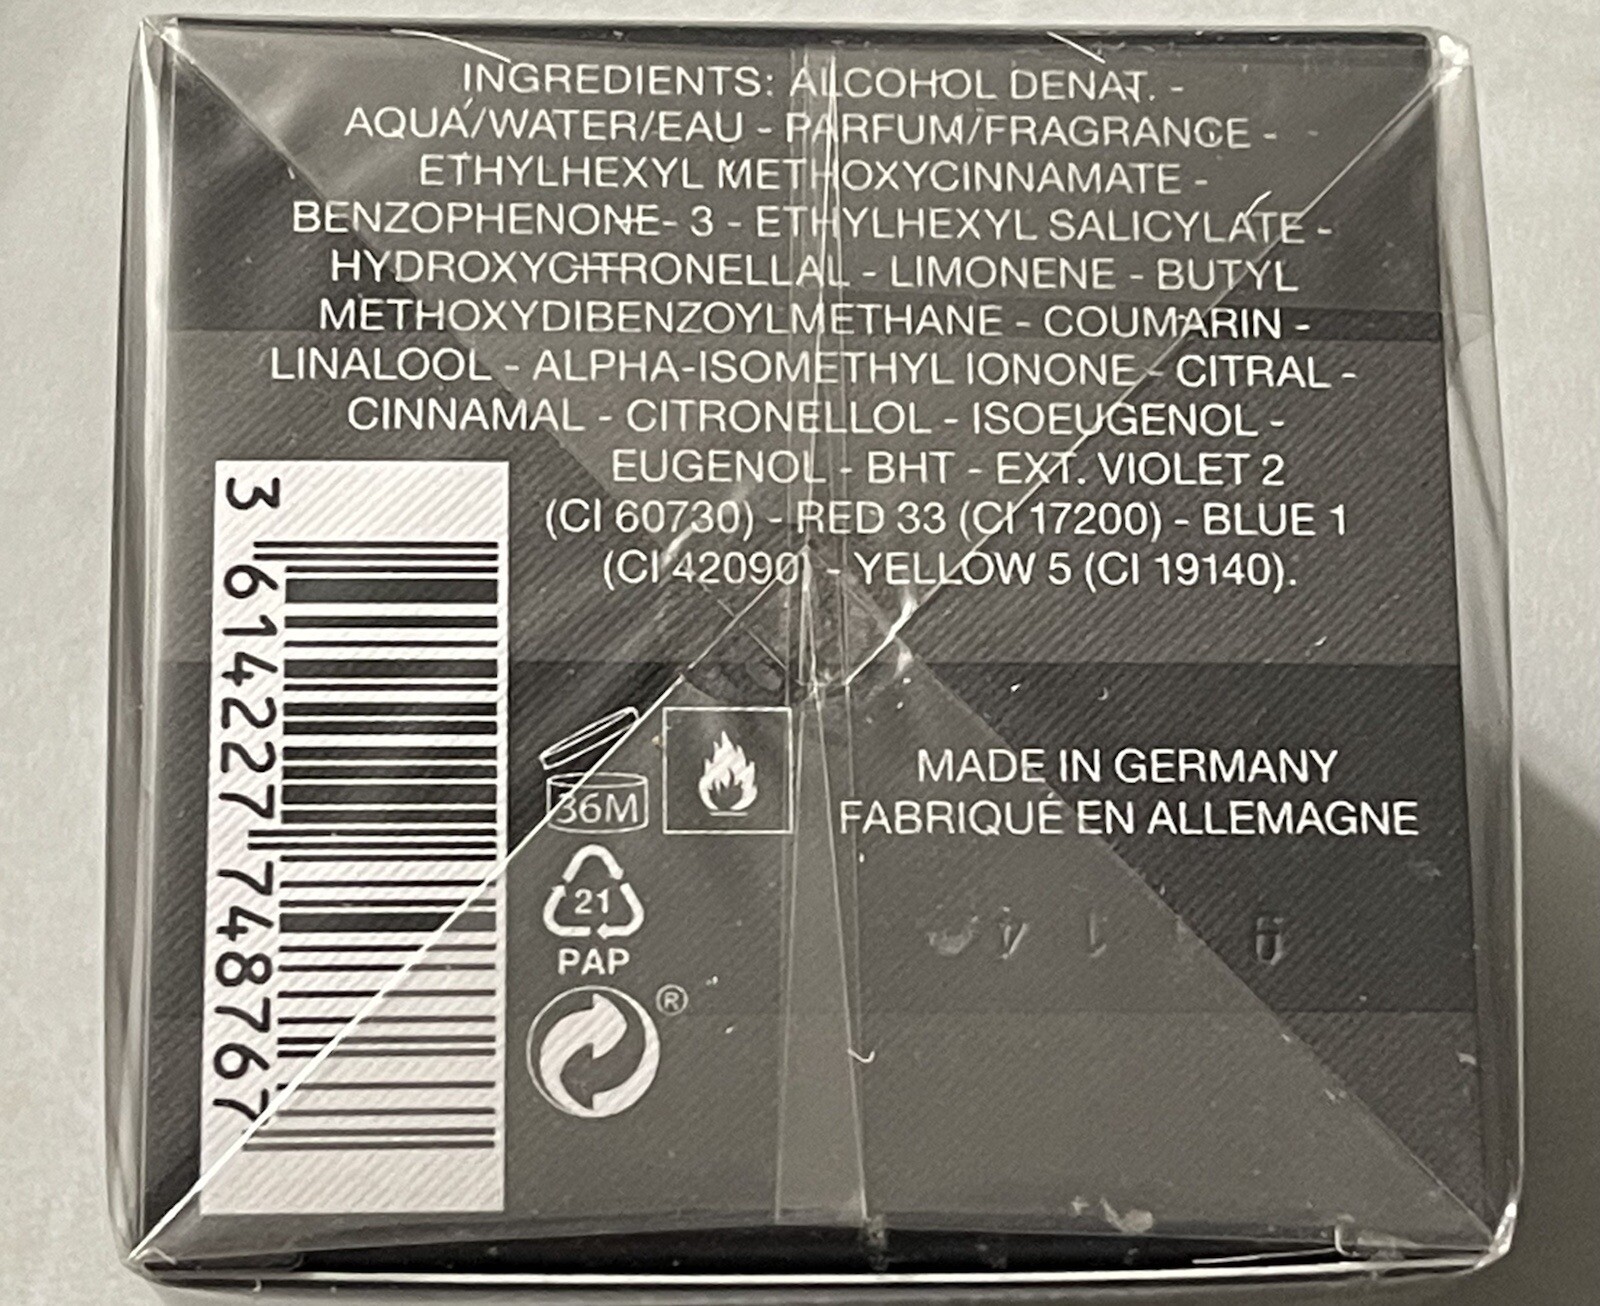 INGREDIENTS: ALCOHOL DENAT. -
AQUA/WATER/EAU - PARFUM/FRAGRANCE -
ETHYLHEXYL METHOXYCINNAMATE -
BENZOPHENONE- 3 - ETHYLHEXYL SALICYLATE -
HYDROXYCITRONELLAL - LIMONENE - BUTYL
METHOXYDIBENZOYLMETHANE - COUMARIN -
LINALOOL - ALPHA-ISOMETHYL IONONE - CITRAL -
CINNAMAL - CITRONELLOL - ISOEUGENOL -
EUGENOL - BHT - EXT. VIOLET 2
(CI 60730) - RED 33 (CI 17200) - BLUE 1
(CI 42090) - YELLOW 5 (CI 19140).
3 614227 748767
36M
MADE IN GERMANY
FABRIQUÉ EN ALLEMAGNE
21
PAP
®